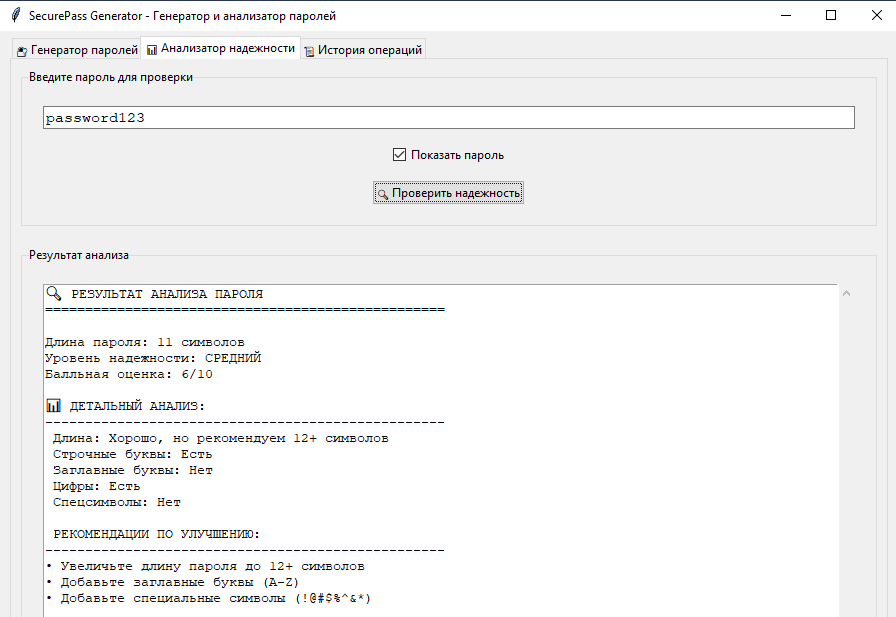 SecurePass Generator - Генератор и анализатор паролей
Генератор паролей
Анализатор надежности
История операций
Введите пароль для проверки
password123
Показать пароль
Проверить надежность
Результат анализа
РЕЗУЛЬТАТ АНАЛИЗА ПАРОЛЯ
==================================================
Длина пароля: 11 символов
Уровень надежности: СРЕДНИЙ
Балльная оценка: 6/10
ДЕТАЛЬНЫЙ АНАЛИЗ:
--------------------------------------------------
Длина: Хорошо, но рекомендуем 12+ символов
Строчные буквы: Есть
Заглавные буквы: Нет
Цифры: Есть
Спецсимволы: Нет
РЕКОМЕНДАЦИИ ПО УЛУЧШЕНИЮ:
--------------------------------------------------
• Увеличьте длину пароля до 12+ символов
• Добавьте заглавные буквы (A-Z)
• Добавьте специальные символы (!@#$%^&*)